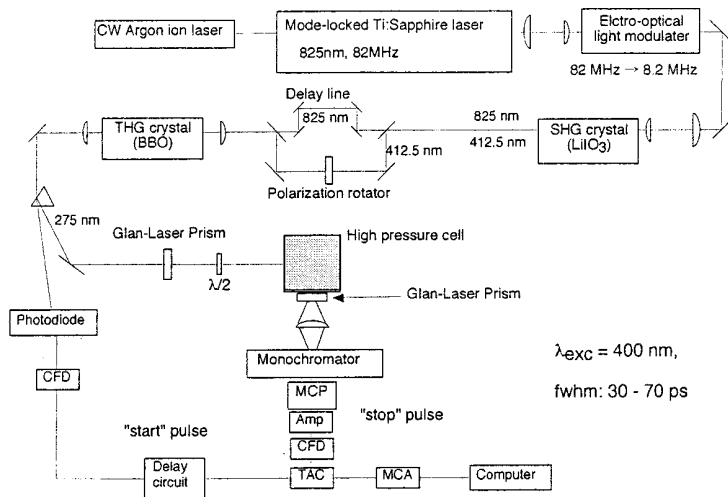 CW Argon ion laser
Mode-locked Ti:Sapphire laser
825nm, 82MHz
Elctro-optical
light modulater
82 MHz → 8.2 MHz
Delay line
825 nm
THG crystal
(BBO)
825 nm
412.5 nm
412.5 nm
SHG crystal
(LiIO3)
Polarization rotator
275 nm
Glan-Laser Prism
High pressure cell
λ/2
Glan-Laser Prism
Photodiode
Monochromator
λexc = 400 nm,
CFD
MCP
fwhm: 30 - 70 ps
Amp
"stop" pulse
"start" pulse
CFD
Delay
circuit
TAC
MCA
Computer